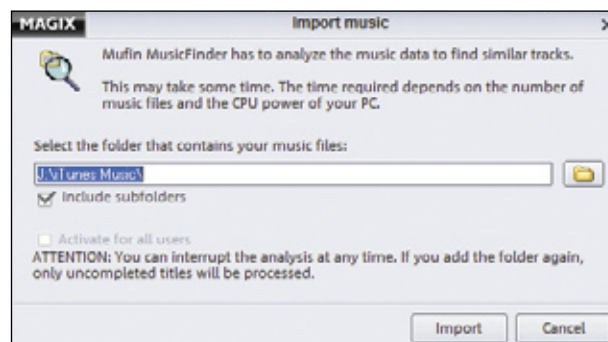 MAGIX Import music
Mufin MusicFinder has to analyze the music data to find similar tracks.
This may take some time. The time required depends on the number of
music files and the CPU power of your PC.
Select the folder that contains your music files:
J:\iTunes Music\
Include subfolders
Activate for all users
ATTENTION: You can interrupt the analysis at any time. If you add the folder again,
only uncompleted titles will be processed.
Import Cancel